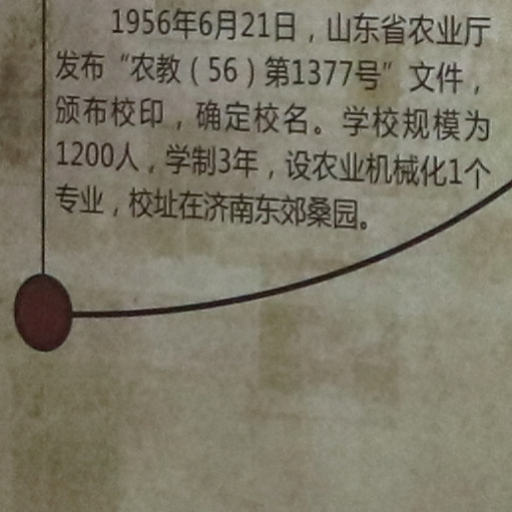 1956年6月21日，山东省农业厅
发布“农教（56）第1377号”文件，
颁布校印，确定校名。学校规模为
1200人，学制3年，设农业机械化1个
专业，校址在济南东郊桑园。